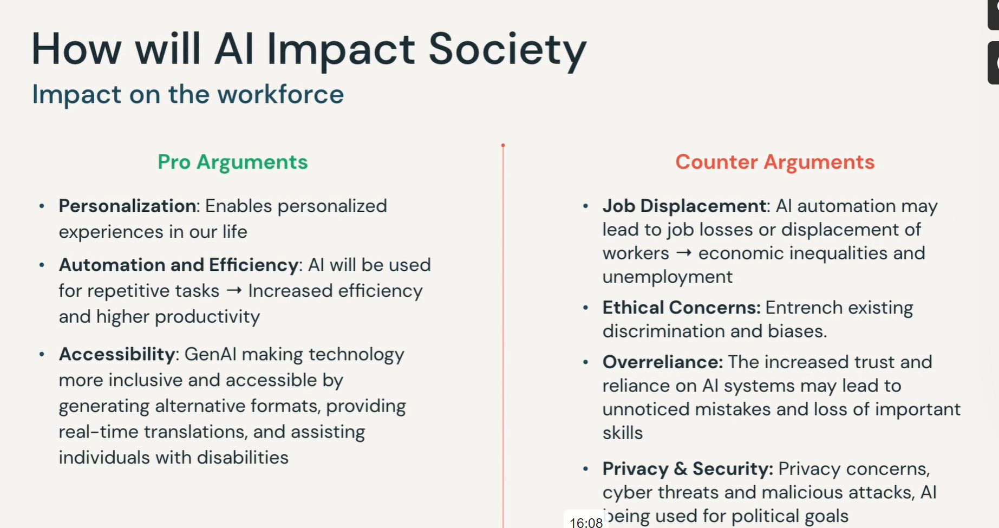 How will AI Impact Society
Impact on the workforce
Pro Arguments
• Personalization: Enables personalized
experiences in our life
• Automation and Efficiency: AI will be used
for repetitive tasks → Increased efficiency
and higher productivity
• Accessibility: GenAI making technology
more inclusive and accessible by
generating alternative formats, providing
real-time translations, and assisting
individuals with disabilities
Counter Arguments
• Job Displacement: AI automation may
lead to job losses or displacement of
workers → economic inequalities and
unemployment
• Ethical Concerns: Entrench existing
discrimination and biases.
• Overreliance: The increased trust and
reliance on AI systems may lead to
unnoticed mistakes and loss of important
skills
• Privacy & Security: Privacy concerns,
cyber threats and malicious attacks, AI
being used for political goals
16:08